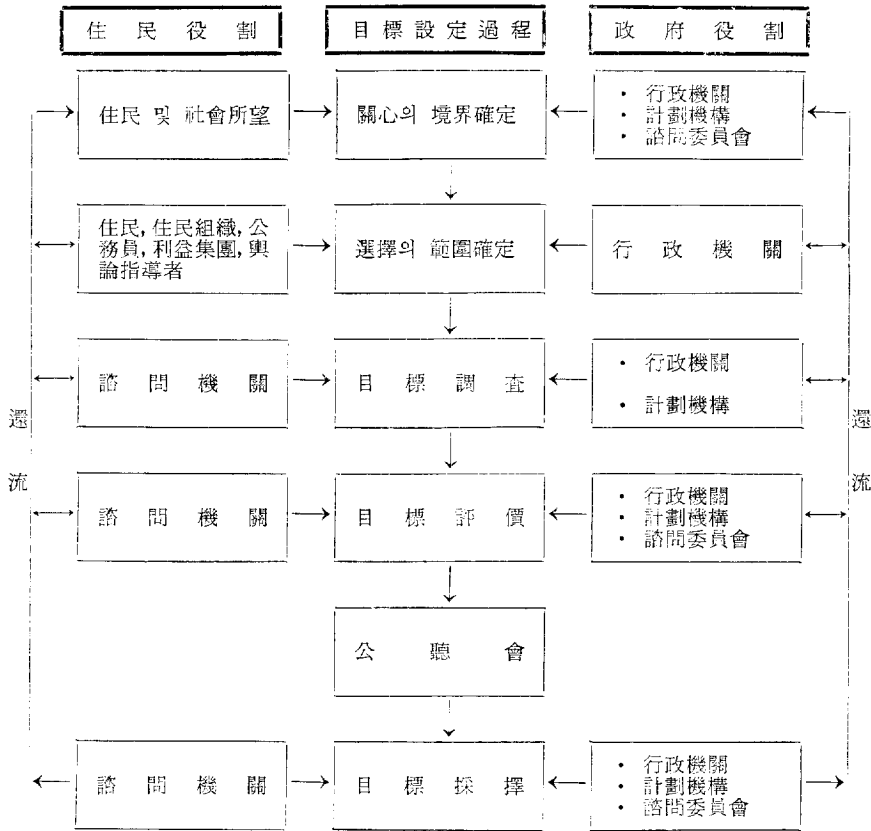 住民役割
目標設定過程
政府役割
住民 및 社會所望
關心의 境界確定
· 行政機關
· 計劃機構
· 諮問委員會
住民, 住民組織, 公
務員, 利益集團, 輿
論指導者
選擇의 範圍確定
行政機關
諮問機關
目標調査
· 行政機關
· 計劃機構
還流
還流
諮問機關
目標評價
· 行政機關
· 計劃機構
· 諮問委員會
公聽會
諮問機關
目標採擇
· 行政機關
· 計劃機構
· 諮問委員會